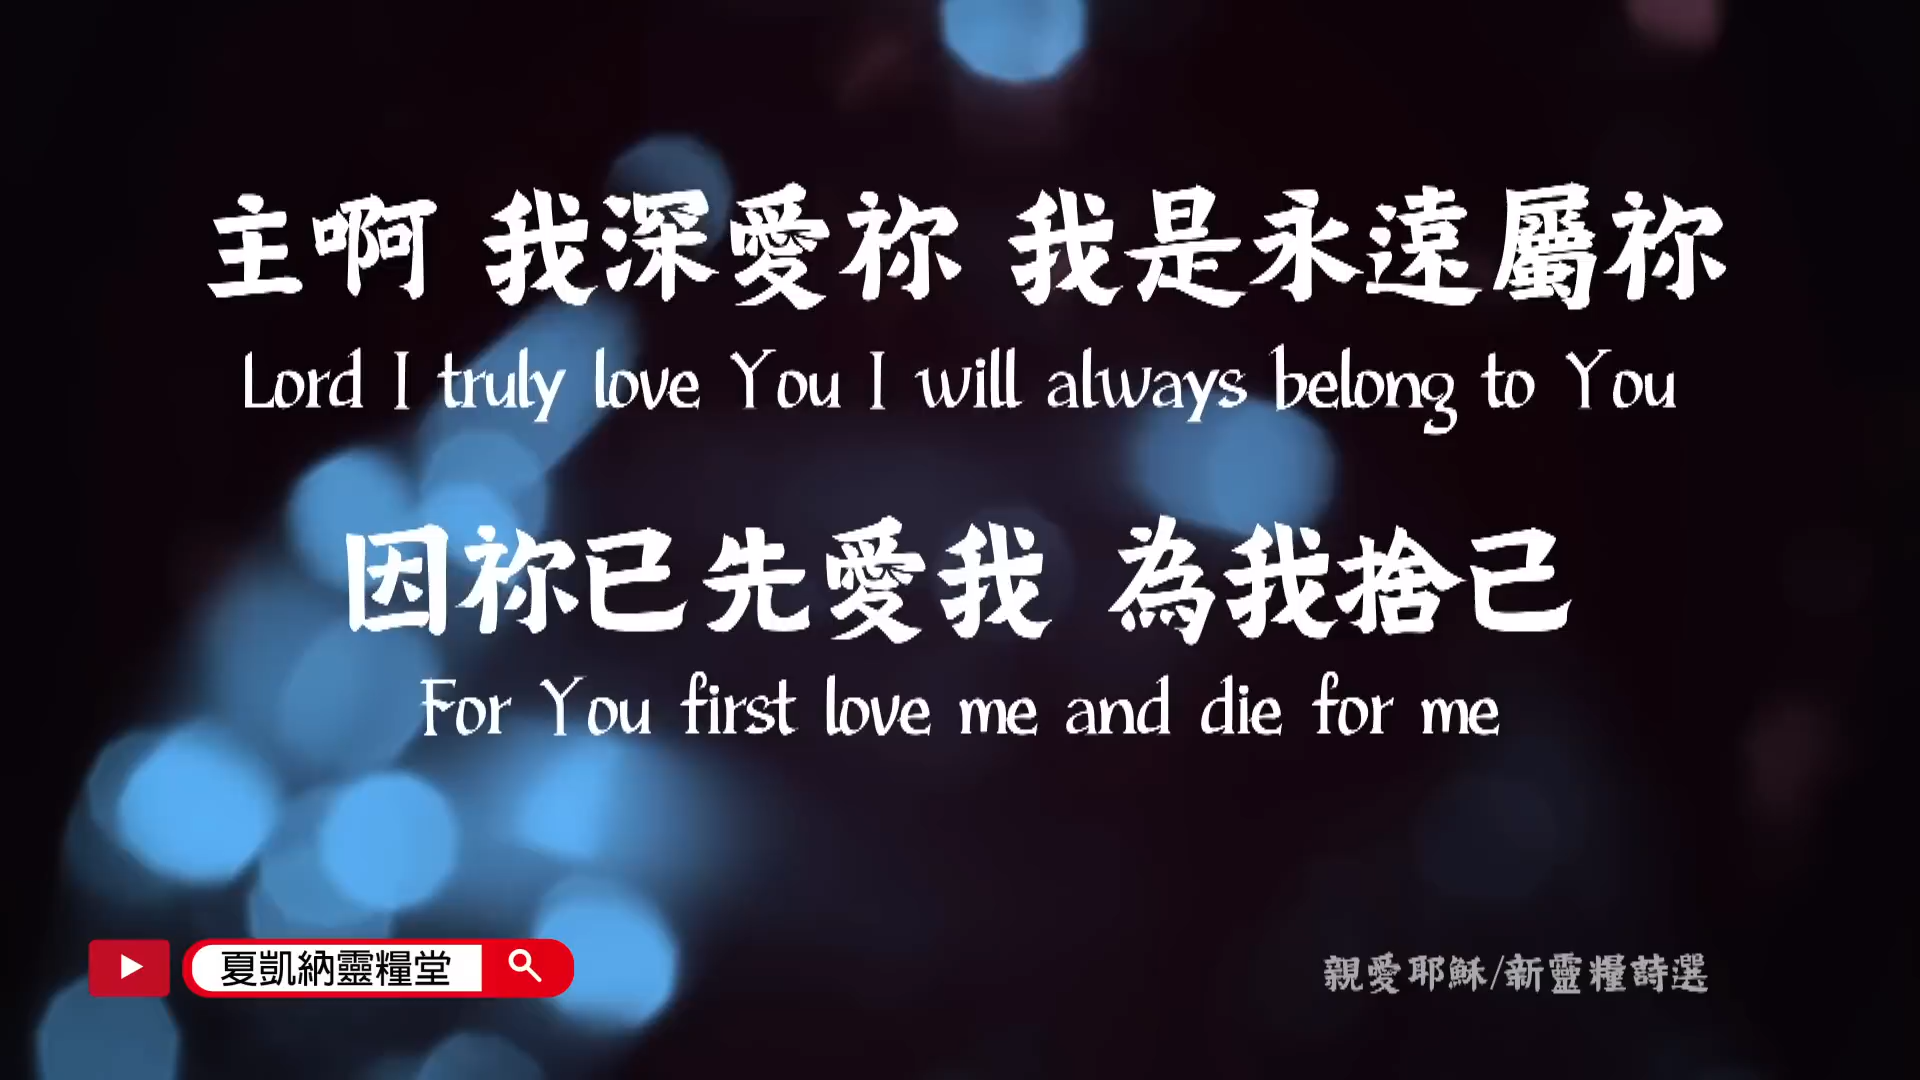 主啊 我深愛祢 我是永遠屬祢
Lord I truly love You I will always belong to You
因祢已先愛我 為我捨己
For You first love me and die for me
夏凱納靈糧堂
親愛耶穌/新靈糧詩選